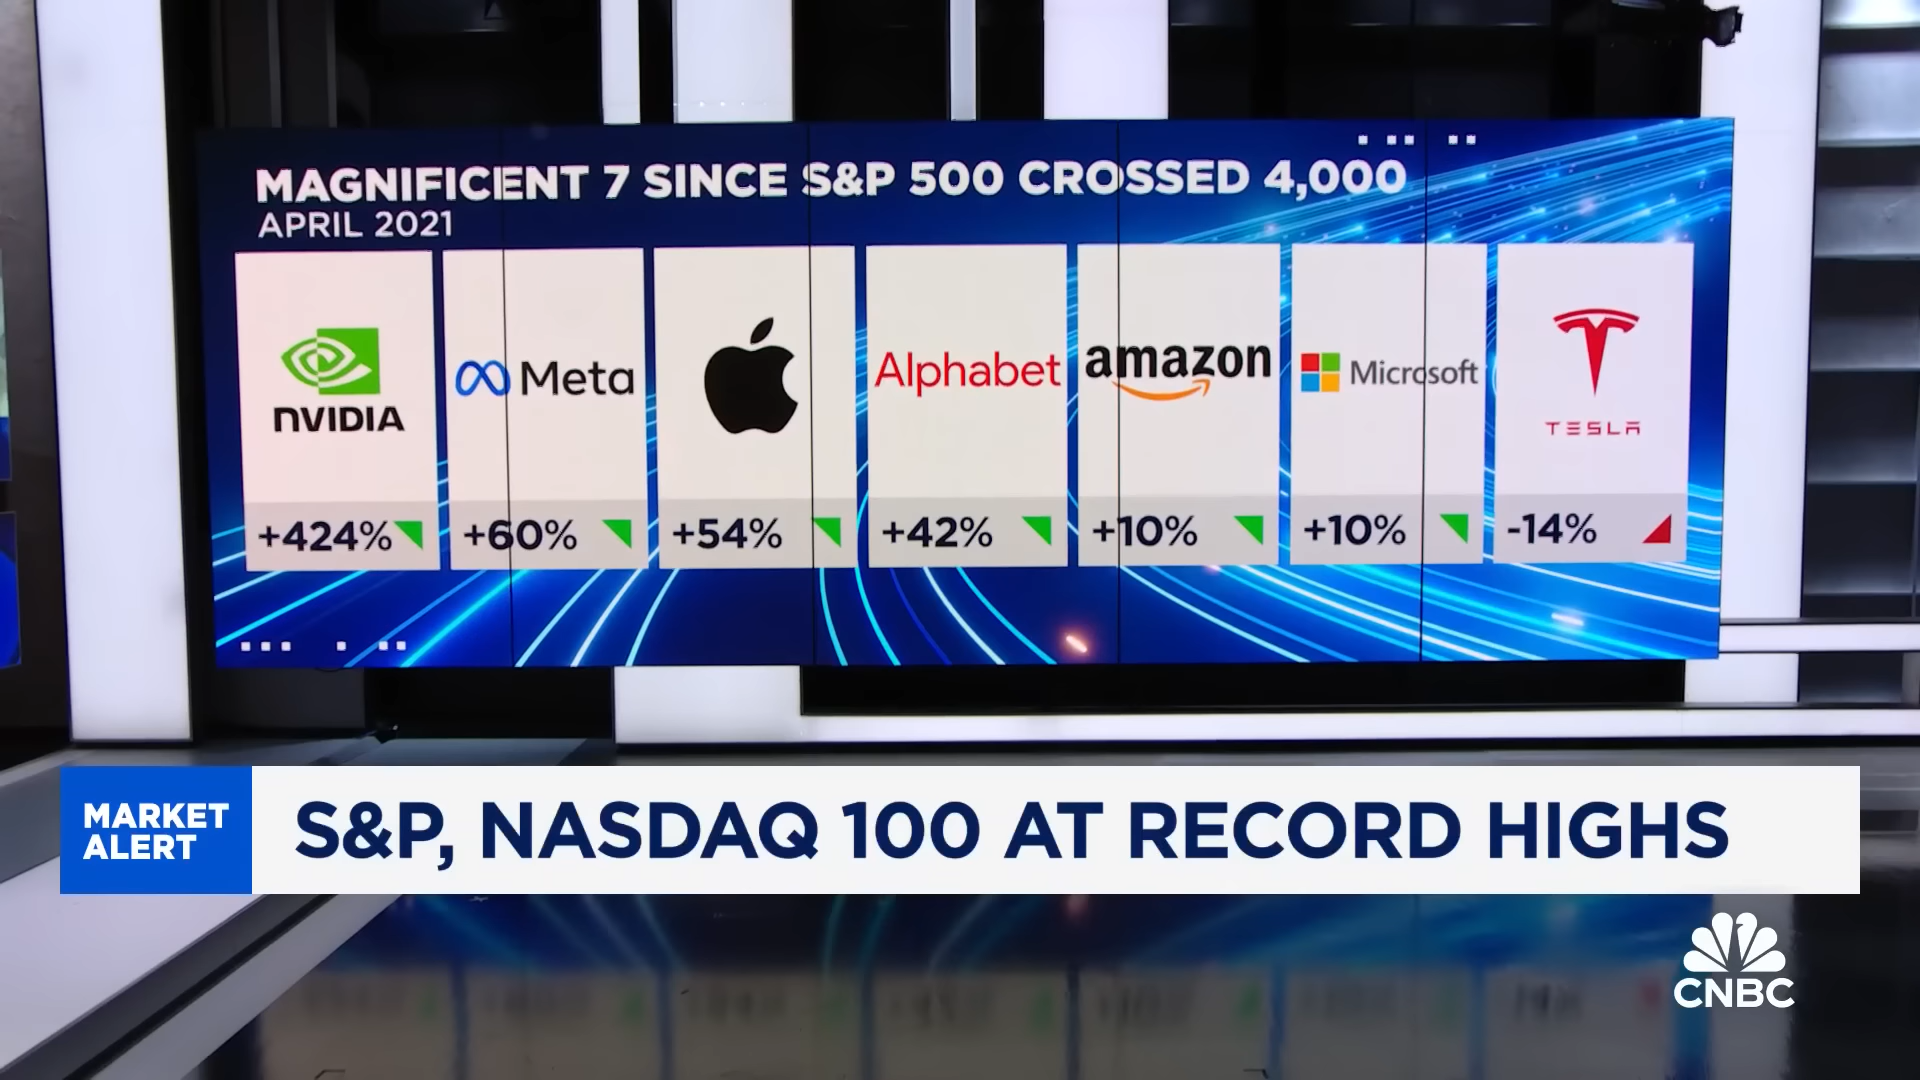 MAGNIFICENT 7 SINCE S&P 500 CROSSED 4,000
APRIL 2021
NVIDIA
Meta
Alphabet
amazon
Microsoft
TESLA
+424%
+60%
+54%
+42%
+10%
+10%
-14%
MARKET
ALERT
S&P, NASDAQ 100 AT RECORD HIGHS
CNBC